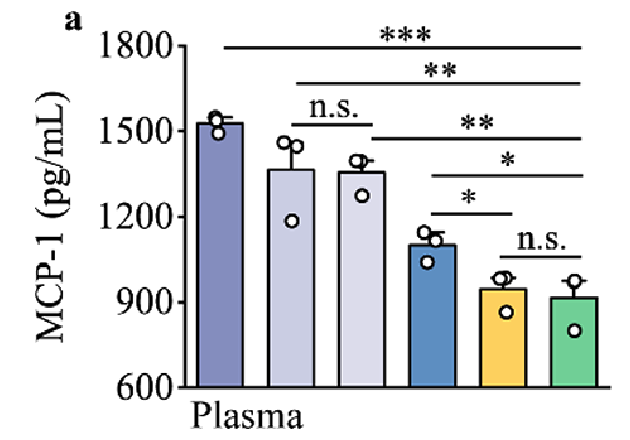 a
MCP-1 (pg/mL)
1800
1500
1200
900
600
***
**
n.s.
**
*
*
n.s.
Plasma